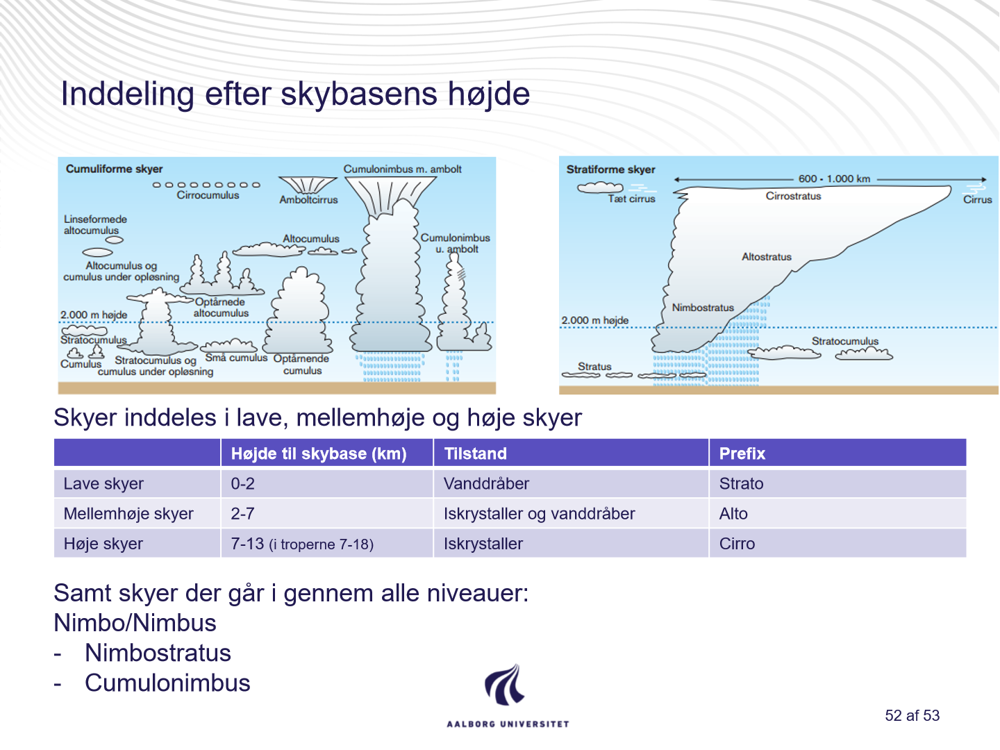 Inddeling efter skybasens højde
Cumuliforme skyer
Cumulonimbus m. ambolt
Cirrocumulus
Amboltcirrus
Linseformede
altocumulus
Altocumulus
Cumulonimbus
u. ambolt
Altocumulus og
cumulus under opløsning
Optårnede
altocumulus
2.000 m højde
Stratocumulus
Cumulus
Stratocumulus og
cumulus under opløsning
Små cumulus
Optårnende
cumulus
Stratiforme skyer
600 - 1.000 km
Tæt cirrus
Cirrostratus
Cirrus
Altostratus
Nimbostratus
2.000 m højde
Stratocumulus
Stratus
Skyer inddeles i lave, mellemhøje og høje skyer
Højde til skybase (km) Tilstand Prefix
Lave skyer 0-2 Vanddråber Strato
Mellemhøje skyer 2-7 Iskrystaller og vanddråber Alto
Høje skyer 7-13 (i troperne 7-18) Iskrystaller Cirro
Samt skyer der går i gennem alle niveauer:
Nimbo/Nimbus
- Nimbostratus
- Cumulonimbus
AALBORG UNIVERSITET
52 af 53